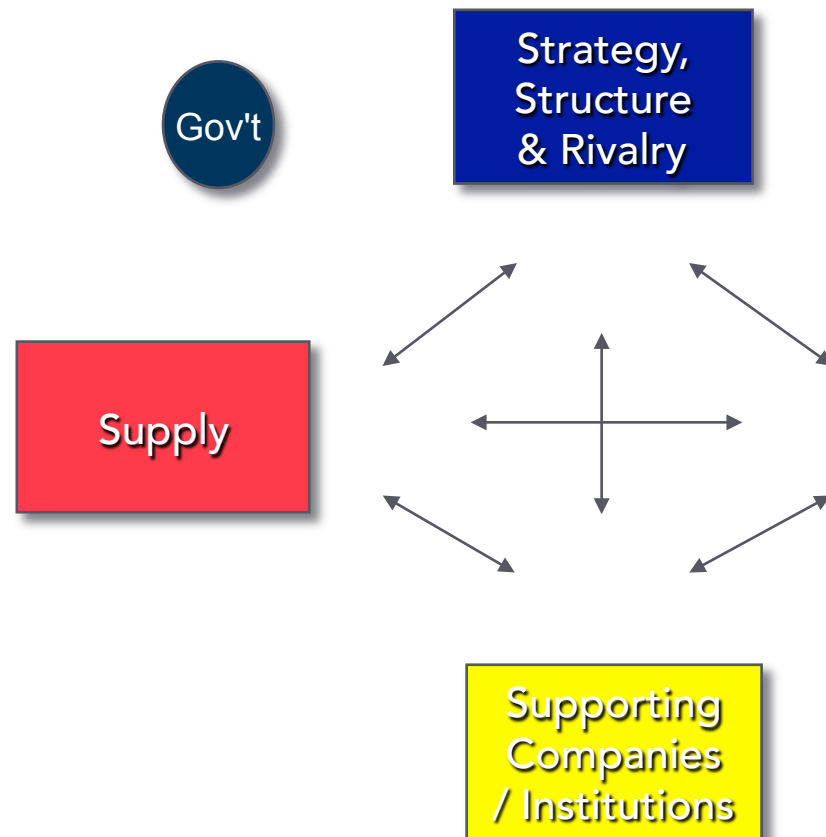 Strategy,
Structure
& Rivalry
Gov't
Supply
Supporting
Companies
/ Institutions